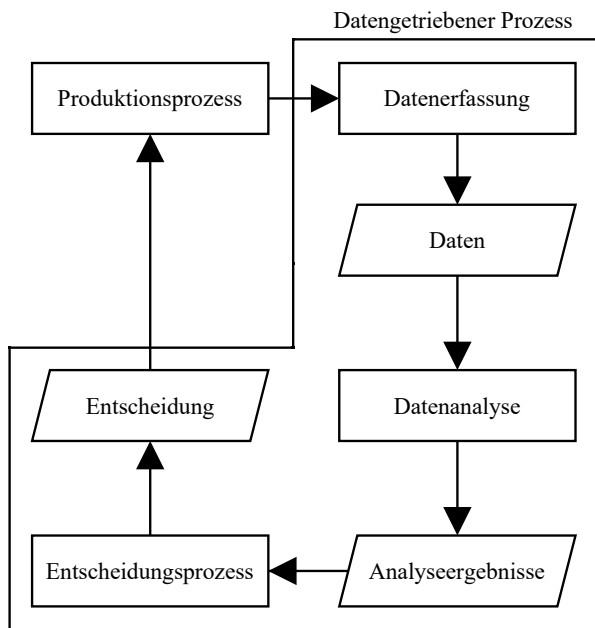 Datengetriebener Prozess
Produktionsprozess
Datenerfassung
Daten
Datenanalyse
Analyseergebnisse
Entscheidungsprozess
Entscheidung